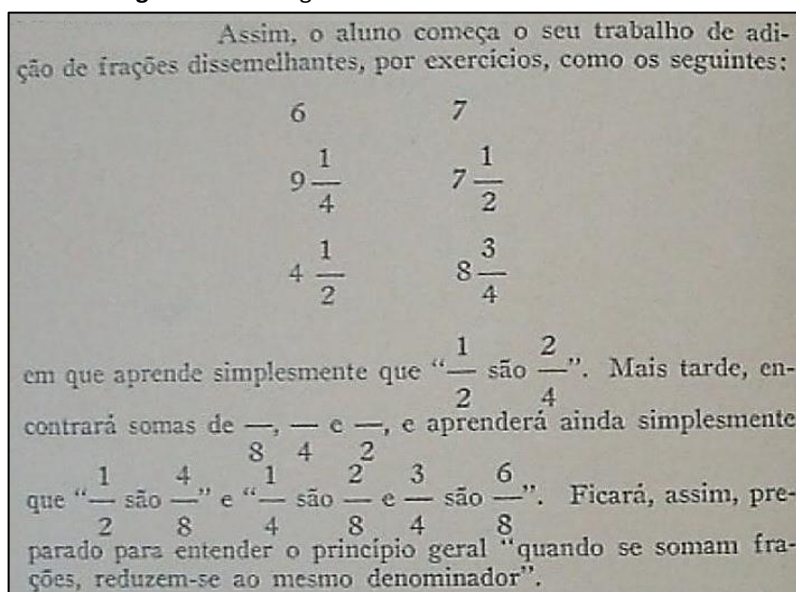 Assim, o aluno começa o seu trabalho de adi-
ção de frações dissemelhantes, por exercícios, como os seguintes:
6 7
9 1/4 7 1/2
4 1/2 8 3/4
em que aprende simplesmente que “1/2 são 2/4”. Mais tarde, en-
contrará somas de —/8, —/4 e —/2, e aprenderá ainda simplesmente
que “1/2 são 4/8” e “1/4 são 2/8 e 3/4 são 6/8”. Ficará, assim, pre-
parado para entender o princípio geral “quando se somam fra-
ções, reduzem-se ao mesmo denominador”.